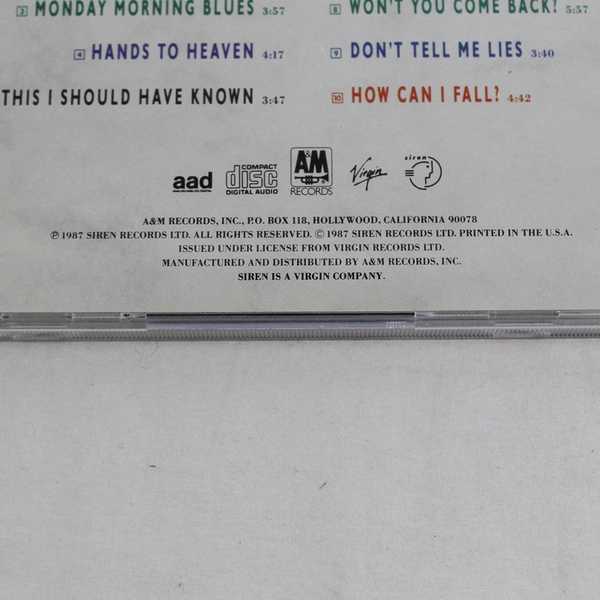 3 MONDAY MORNING BLUES 3:57
4 HANDS TO HEAVEN 4:17
THIS I SHOULD HAVE KNOWN 3:47
8 WON'T YOU COME BACK? 5:57
9 DON'T TELL ME LIES 3:40
10 HOW CAN I FALL? 4:42
aad
COMPACT
disc
DIGITAL AUDIO
A&M
RECORDS
Virgin
siren
A&M RECORDS, INC., P.O. BOX 118, HOLLYWOOD, CALIFORNIA 90078
℗ 1987 SIREN RECORDS LTD. ALL RIGHTS RESERVED. © 1987 SIREN RECORDS LTD. PRINTED IN THE U.S.A.
ISSUED UNDER LICENSE FROM VIRGIN RECORDS LTD.
MANUFACTURED AND DISTRIBUTED BY A&M RECORDS, INC.
SIREN IS A VIRGIN COMPANY.